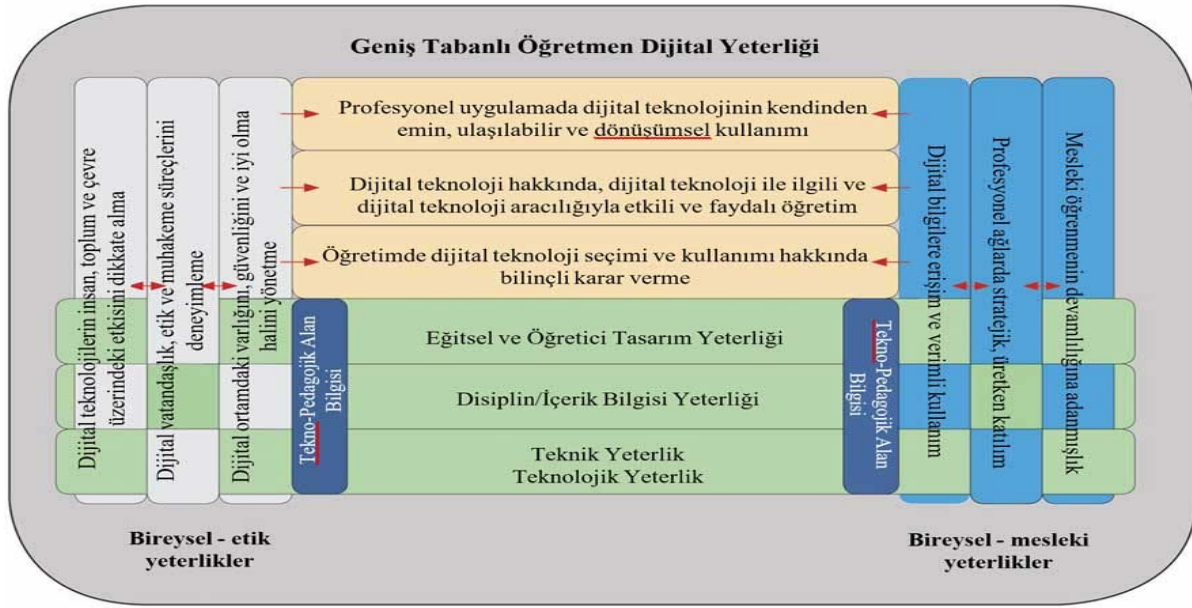 Geniş Tabanlı Öğretmen Dijital Yeterliği
Dijital teknolojilerin insan, toplum ve çevre
üzerindeki etkisini dikkate alma
Dijital vatandaşlık, etik ve muhakeme süreçlerini
deneyimleme
Dijital ortamdaki varlığını, güvenliğini ve iyi olma
halini yönetme
Profesyonel uygulamada dijital teknolojinin kendinden
emin, ulaşılabilir ve dönüşümsel kullanımı
Dijital teknoloji hakkında, dijital teknoloji ile ilgili ve
dijital teknoloji aracılığıyla etkili ve faydalı öğretim
Öğretimde dijital teknoloji seçimi ve kullanımı hakkında
bilinçli karar verme
Tekno-Pedagojik Alan
Bilgisi
Eğitsel ve Öğretici Tasarım Yeterliği
Disiplin/İçerik Bilgisi Yeterliği
Teknik Yeterlik
Teknolojik Yeterlik
Tekno-Pedagojik Alan
Bilgisi
Dijital bilgilere erişim ve verimli kullanım
Profesyonel ağlarda stratejik, üretken katılım
Mesleki öğrenmenin devamlılığına adanmışlık
Bireysel - etik
yeterlikler
Bireysel - mesleki
yeterlikler